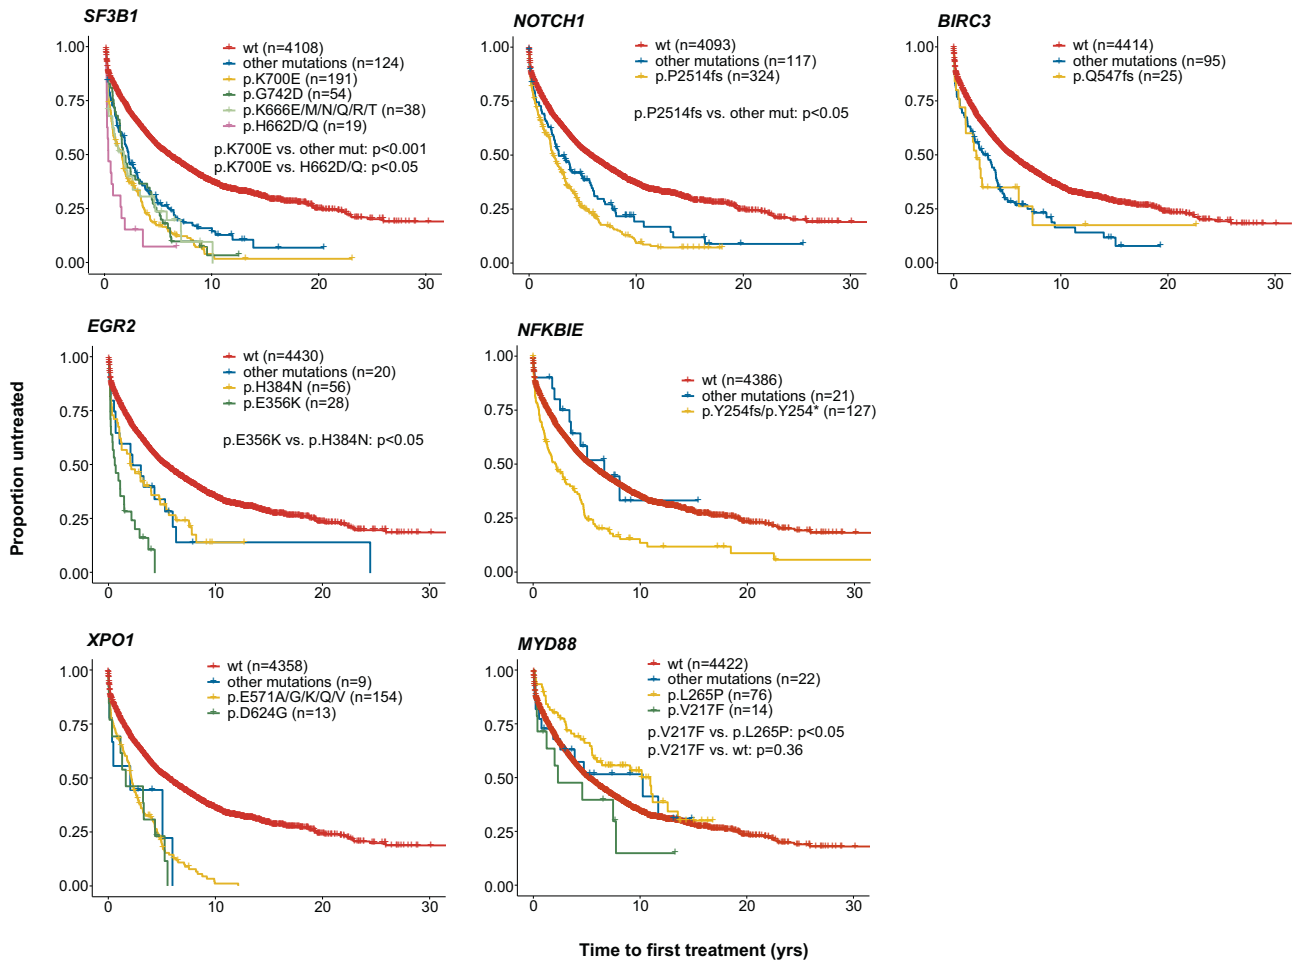 SF3B1
1.00
0.75
0.50
0.25
0.00
0
10
20
30
wt (n=4108)
other mutations (n=124)
p.K700E (n=191)
p.G742D (n=54)
p.K666E/M/N/Q/R/T (n=38)
p.H662D/Q (n=19)
p.K700E vs. other mut: p<0.001
p.K700E vs. H662D/Q: p<0.05
NOTCH1
1.00
0.75
0.50
0.25
0.00
0
10
20
30
wt (n=4093)
other mutations (n=117)
p.P2514fs (n=324)
p.P2514fs vs. other mut: p<0.05
BIRC3
1.00
0.75
0.50
0.25
0.00
0
10
20
30
wt (n=4414)
other mutations (n=95)
p.Q547fs (n=25)
EGR2
1.00
0.75
0.50
0.25
0.00
0
10
20
30
wt (n=4430)
other mutations (n=20)
p.H384N (n=56)
p.E356K (n=28)
p.E356K vs. p.H384N: p<0.05
NFKBIE
1.00
0.75
0.50
0.25
0.00
0
10
20
30
wt (n=4386)
other mutations (n=21)
p.Y254fs/p.Y254* (n=127)
XPO1
1.00
0.75
0.50
0.25
0.00
0
10
20
30
wt (n=4358)
other mutations (n=9)
p.E571A/G/K/Q/V (n=154)
p.D624G (n=13)
MYD88
1.00
0.75
0.50
0.25
0.00
0
10
20
30
wt (n=4422)
other mutations (n=22)
p.L265P (n=76)
p.V217F (n=14)
p.V217F vs. p.L265P: p<0.05
p.V217F vs. wt: p=0.36
Proportion untreated
Time to first treatment (yrs)